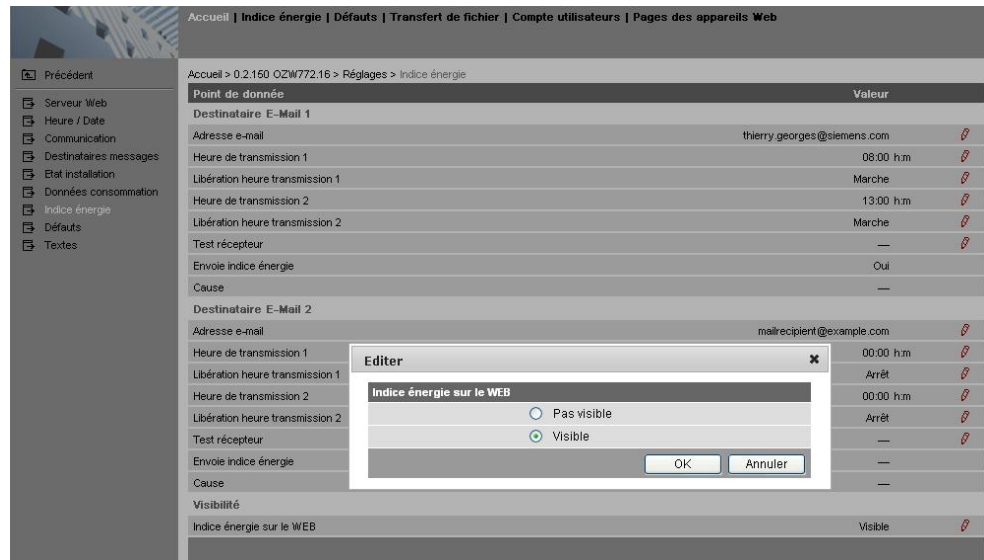 Accueil | Indice énergie | Défauts | Transfert de fichier | Compte utilisateurs | Pages des appareils Web
Précédent
Serveur Web
Heure / Date
Communication
Destinataires messages
Etat installation
Données consommation
Indice énergie
Défauts
Textes
Accueil > 0.2.150 OZW772.16 > Réglages > Indice énergie
Point de donnée Valeur
Destinataire E-Mail 1
Adresse e-mail thierry.georges@siemens.com
Heure de transmission 1 08:00 h:m
Libération heure transmission 1 Marche
Heure de transmission 2 13:00 h:m
Libération heure transmission 2 Marche
Test récepteur —
Envoie indice énergie Oui
Cause —
Destinataire E-Mail 2
Adresse e-mail mailrecipient@example.com
Heure de transmission 1 00:00 h:m
Libération heure transmission 1 Arrêt
Heure de transmission 2 00:00 h:m
Libération heure transmission 2 Arrêt
Test récepteur —
Envoie indice énergie —
Cause —
Visibilité
Indice énergie sur le WEB Visible
Editer
Indice énergie sur le WEB
Pas visible
Visible
OK Annuler